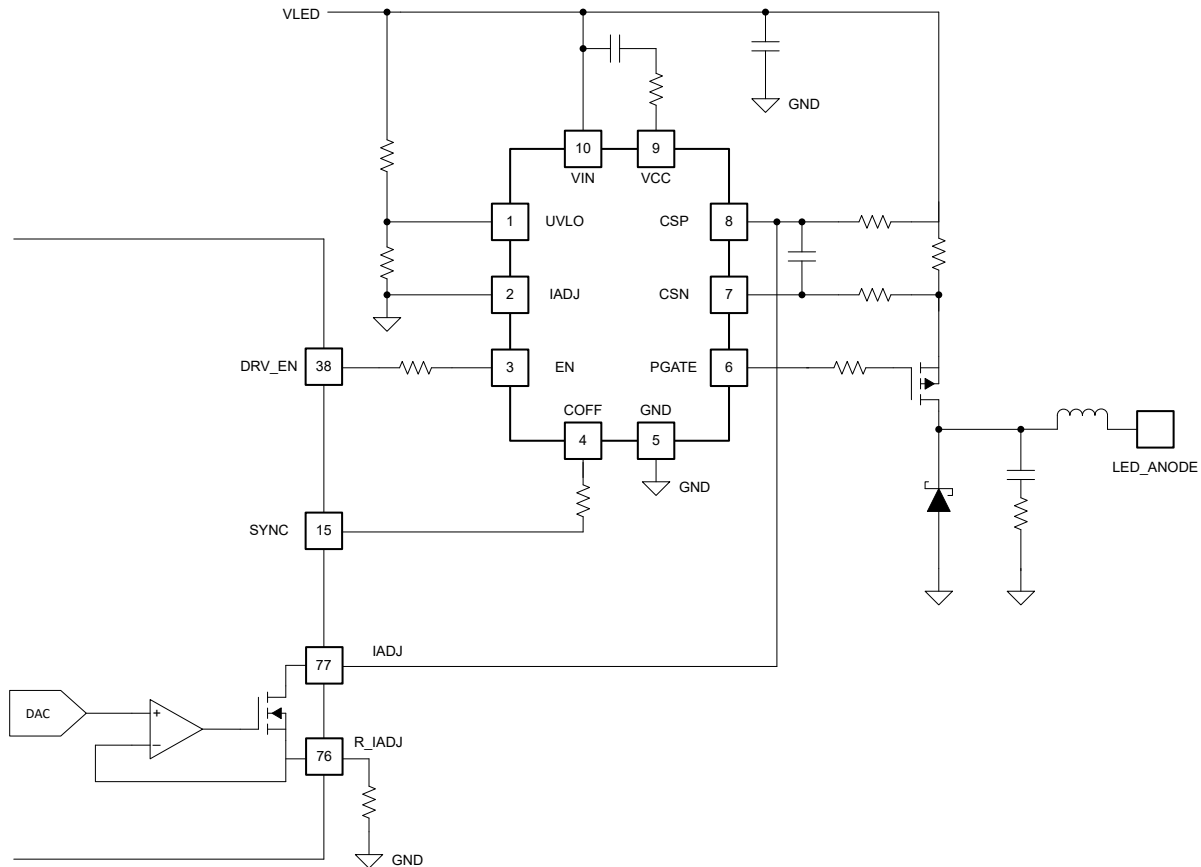 VLED
GND
10
9
VIN
VCC
1
UVLO
CSP
8
2
IADJ
CSN
7
DRV_EN
38
3
EN
PGATE
6
COFF
GND
4
5
GND
LED_ANODE
SYNC
15
IADJ
77
DAC
+
−
R_IADJ
76
GND